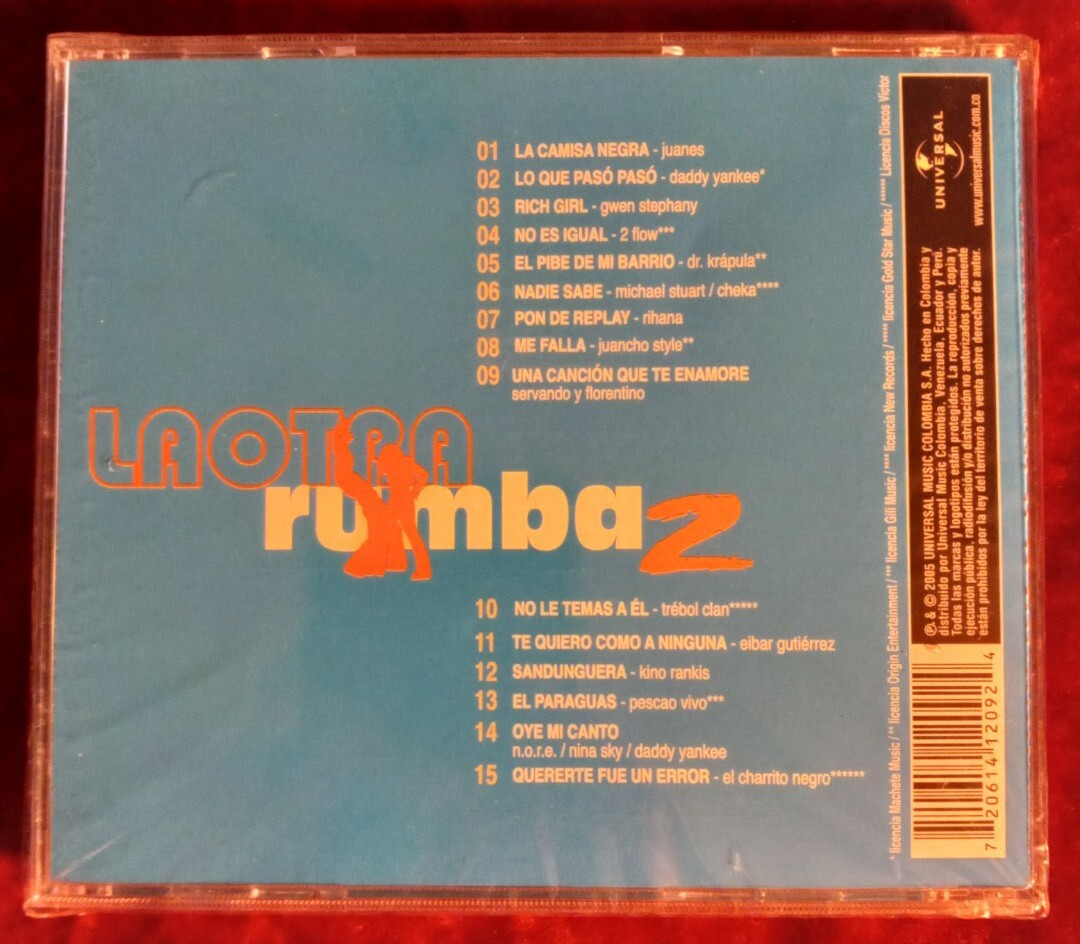 01 LA CAMISA NEGRA - juanes
02 LO QUE PASÓ PASÓ - daddy yankee*
03 RICH GIRL - gwen stephany
04 NO ES IGUAL - 2 flow***
05 EL PIBE DE MI BARRIO - dr. krápula**
06 NADIE SABE - michael stuart / cheka****
07 PON DE REPLAY - rihana
08 ME FALLA - juancho style**
09 UNA CANCIÓN QUE TE ENAMORE
servando y florentino
LA OTRA
rumba 2
10 NO LE TEMAS A ÉL - trébol clan*****
11 TE QUIERO COMO A NINGUNA - eibar gutiérrez
12 SANDUNGUERA - kino rankis
13 EL PARAGUAS - pescao vivo***
14 OYE MI CANTO
n.o.r.e. / nina sky / daddy yankee
15 QUERERTE FUE UN ERROR - el charrito negro******
* licencia Machete Music / ** licencia Origin Entertainment / *** licencia Gili Music / **** licencia New Records / ***** licencia Gold Star Music / ****** Licencia Discos Victor
UNIVERSAL
www.universalmusic.com.co
℗ & © 2005 UNIVERSAL MUSIC COLOMBIA S.A. Hecho en Colombia y
distribuido por Universal Music Colombia, Venezuela, Ecuador y Perú.
Todas las marcas y logotipos están protegidos. La reproducción, copia y
ejecución pública, radiodifusión y/o distribución no autorizados previamente
están prohibidos por la ley del territorio de venta sobre derechos de autor.
7 20614 12092 4